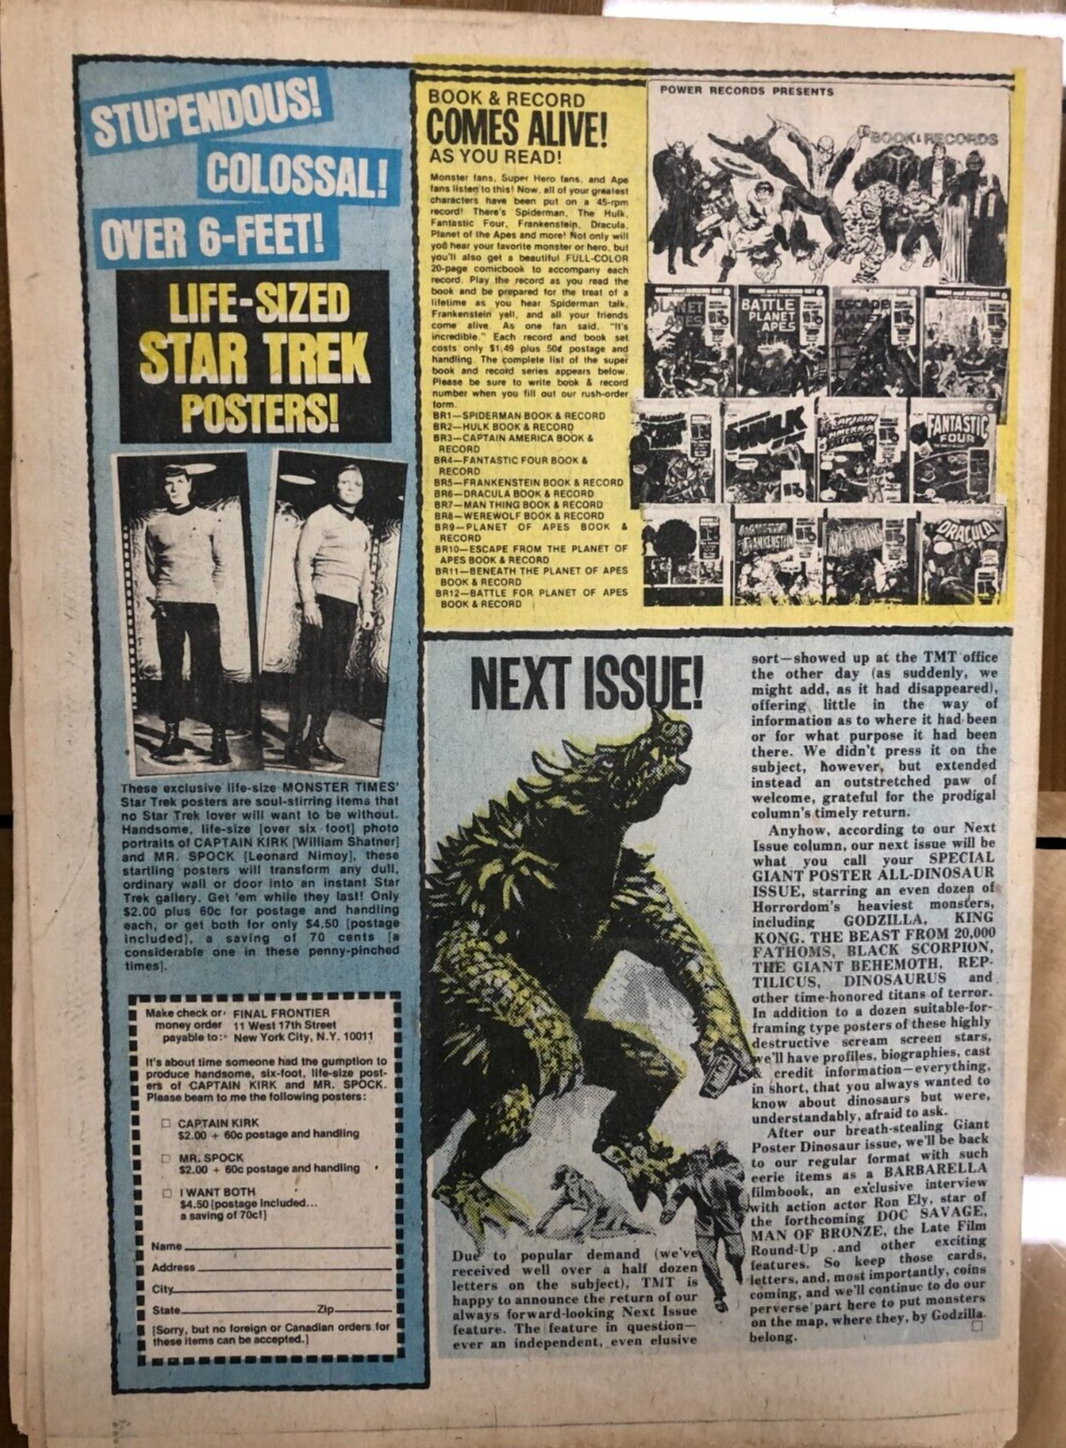 STUPENDOUS!
COLOSSAL!
OVER 6-FEET!
LIFE-SIZED
STAR TREK
POSTERS!
These exclusive life-size MONSTER TIMES'
Star Trek posters are soul-stirring items that
no Star Trek lover will want to be without.
Handsome, life-size [over six foot] photo
portraits of CAPTAIN KIRK [William Shatner]
and MR. SPOCK [Leonard Nimoy], these
startling posters will transform any dull,
ordinary wall or door into an instant Star
Trek gallery. Get 'em while they last! Only
$2.00 plus 60c for postage and handling
each, or get both for only $4.50 [postage
included], a saving of 70 cents [a
considerable one in these penny-pinched
times].
Make check or FINAL FRONTIER
money order 11 West 17th Street
payable to: New York City, N.Y. 10011
It's about time someone had the gumption to
produce handsome, six-foot, life-size post-
ers of CAPTAIN KIRK and MR. SPOCK.
Please beam to me the following posters:
CAPTAIN KIRK
$2.00 + 60c postage and handling
MR. SPOCK
$2.00 + 60c postage and handling
I WANT BOTH
$4.50 [postage included...
a saving of 70c!]
Name
Address
City
State Zip
[Sorry, but no foreign or Canadian orders for
these items can be accepted.]
BOOK & RECORD
COMES ALIVE!
AS YOU READ!
Monster fans, Super Hero fans, and Ape
fans listen to this! Now, all of your greatest
characters have been put on a 45-rpm
record! There's Spiderman, The Hulk,
Fantastic Four, Frankenstein, Dracula,
Planet of the Apes and more! Not only will
you hear your favorite monster or hero, but
you'll also get a beautiful FULL-COLOR
20-page comicbook to accompany each
record. Play the record as you read the
book and be prepared for the treat of a
lifetime as you hear Spiderman talk,
Frankenstein yell, and all your friends
come alive. As one fan said, "It's
incredible." Each record and book set
costs only $1.49 plus 50¢ postage and
handling. The complete list of the super
book and record series appears below.
Please be sure to write book & record
number when you fill out our rush-order
form.
BR1—SPIDERMAN BOOK & RECORD
BR2—HULK BOOK & RECORD
BR3—CAPTAIN AMERICA BOOK &
RECORD
BR4—FANTASTIC FOUR BOOK &
RECORD
BR5—FRANKENSTEIN BOOK & RECORD
BR6—DRACULA BOOK & RECORD
BR7—MAN THING BOOK & RECORD
BR8—WEREWOLF BOOK & RECORD
BR9—PLANET OF APES BOOK &
RECORD
BR10—ESCAPE FROM THE PLANET OF
APES BOOK & RECORD
BR11—BENEATH THE PLANET OF APES
BOOK & RECORD
BR12—BATTLE FOR PLANET OF APES
BOOK & RECORD
POWER RECORDS PRESENTS
BOOK & RECORDS
PLANET
APES
BATTLE
PLANET
APES
ESCAPE
PLANET
APES
HULK
CAPTAIN
AMERICA
FANTASTIC
FOUR
FRANKENSTEIN
MAN-THING
DRACULA
NEXT ISSUE!
Due to popular demand (we've
received well over a half dozen
letters on the subject), TMT is
happy to announce the return of our
always forward-looking Next Issue
feature. The feature in question—
ever an independent, even elusive
sort—showed up at the TMT office
the other day (as suddenly, we
might add, as it had disappeared),
offering little in the way of
information as to where it had been
or for what purpose it had been
there. We didn't press it on the
subject, however, but extended
instead an outstretched paw of
welcome, grateful for the prodigal
column's timely return.
Anyhow, according to our Next
Issue column, our next issue will be
what you call your SPECIAL
GIANT POSTER ALL-DINOSAUR
ISSUE, starring an even dozen of
Horrordom's heaviest monsters,
including GODZILLA, KING
KONG, THE BEAST FROM 20,000
FATHOMS, BLACK SCORPION,
THE GIANT BEHEMOTH, REP-
TILICUS, DINOSAURUS and
other time-honored titans of terror.
In addition to a dozen suitable-for-
framing type posters of these highly
destructive scream screen stars,
we'll have profiles, biographies, cast
& credit information—everything,
in short, that you always wanted to
know about dinosaurs but were,
understandably, afraid to ask.
After our breath-stealing Giant
Poster Dinosaur issue, we'll be back
to our regular format with such
eerie items as a BARBARELLA
filmbook, an exclusive interview
with action actor Ron Ely, star of
the forthcoming DOC SAVAGE,
MAN OF BRONZE, the Late Film
Round-Up and other exciting
features. So keep those cards,
letters, and, most importantly, coins
coming, and we'll continue to do our
perverse part here to put monsters
on the map, where they, by Godzilla
belong.